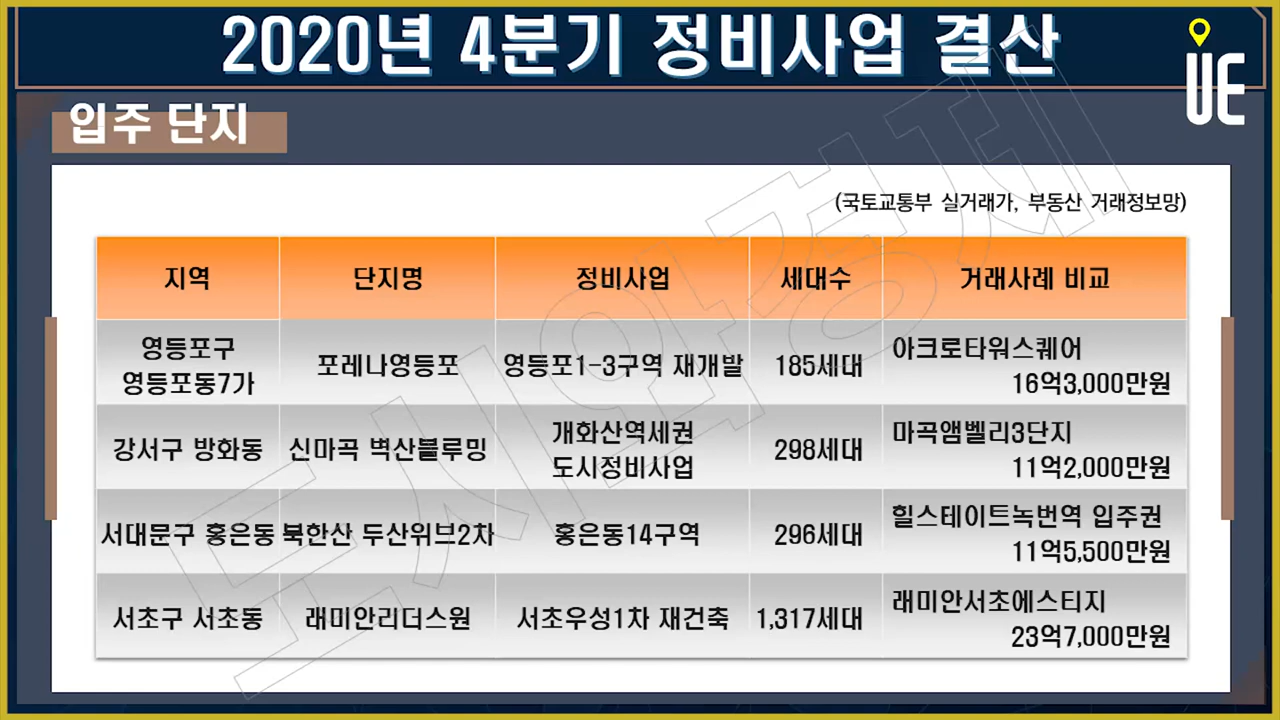 2020년 4분기 정비사업 결산
UE
입주 단지
(국토교통부 실거래가, 부동산 거래정보망)
지역 단지명 정비사업 세대수 거래사례 비교
영등포구
영등포동7가
포레나영등포
영등포1-3구역 재개발
185세대
아크로타워스퀘어
16억3,000만원
강서구 방화동
신마곡 벽산블루밍
개화산역세권
도시정비사업
298세대
마곡앰벨리3단지
11억2,000만원
서대문구 홍은동
북한산 두산위브2차
홍은동14구역
296세대
힐스테이트녹번역 입주권
11억5,500만원
서초구 서초동
래미안리더스원
서초우성1차 재건축
1,317세대
래미안서초에스티지
23억7,000만원
도시와경제